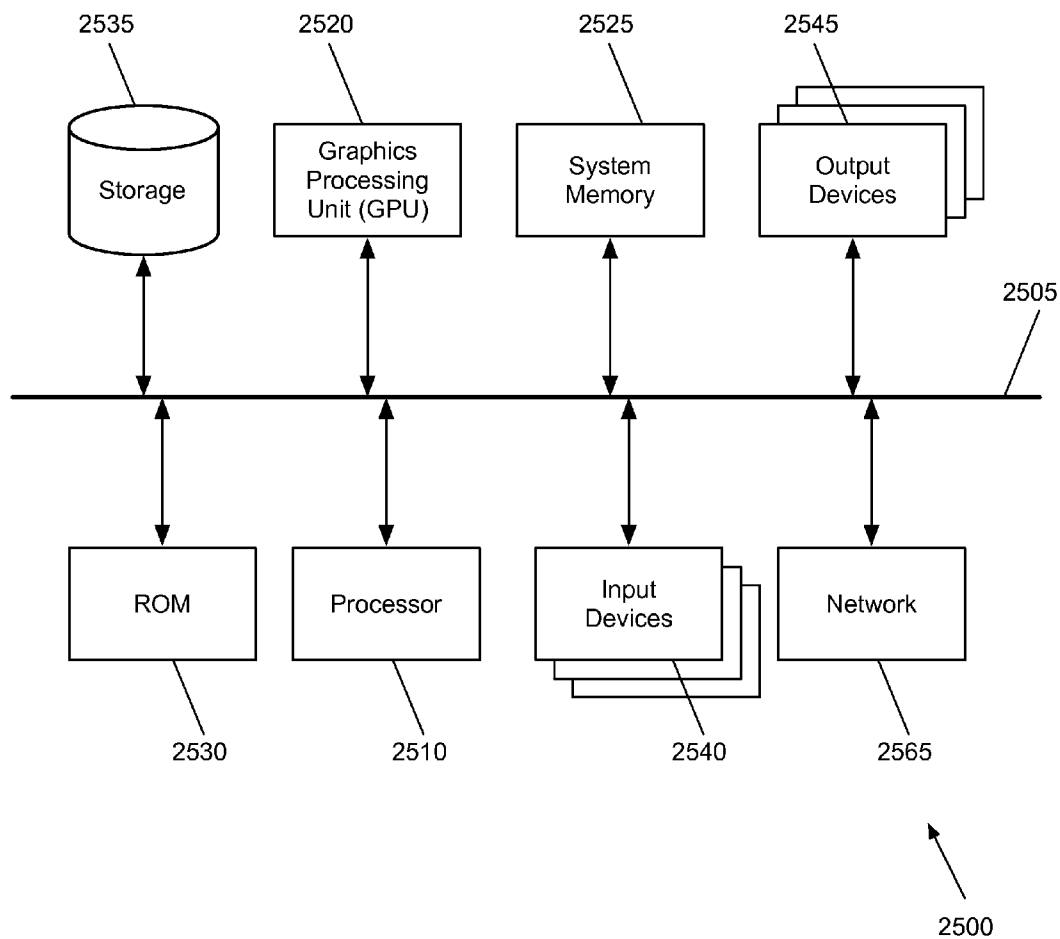 2535
2520
2525
2545
Storage
Graphics
Processing
Unit (GPU)
System
Memory
Output
Devices
2505
ROM
Processor
Input
Devices
Network
2530
2510
2540
2565
2500